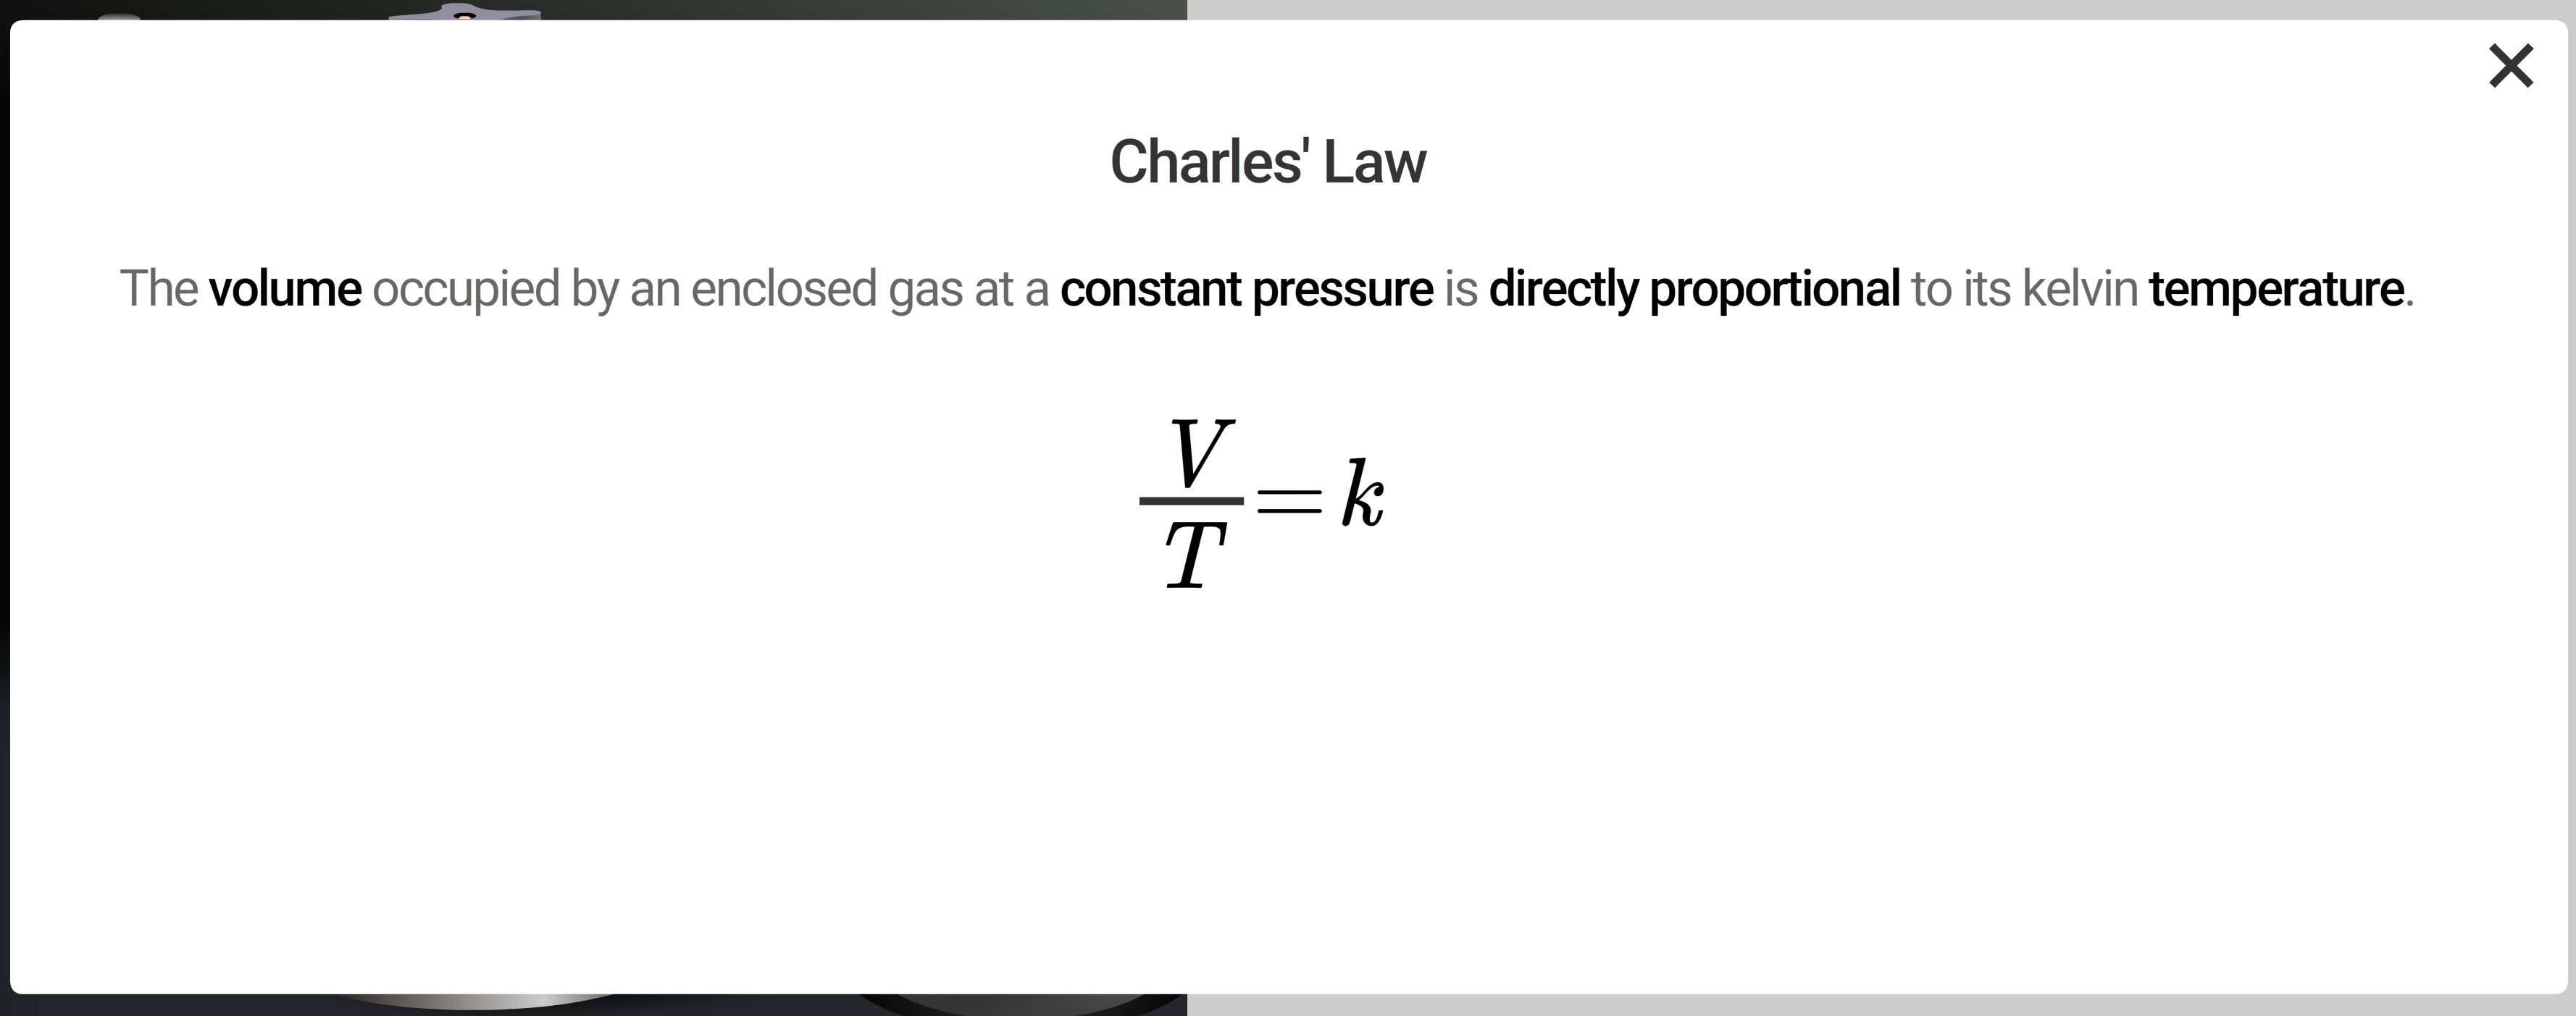 Charles' Law
The volume occupied by an enclosed gas at a constant pressure is directly proportional to its kelvin temperature.
V
T
= k